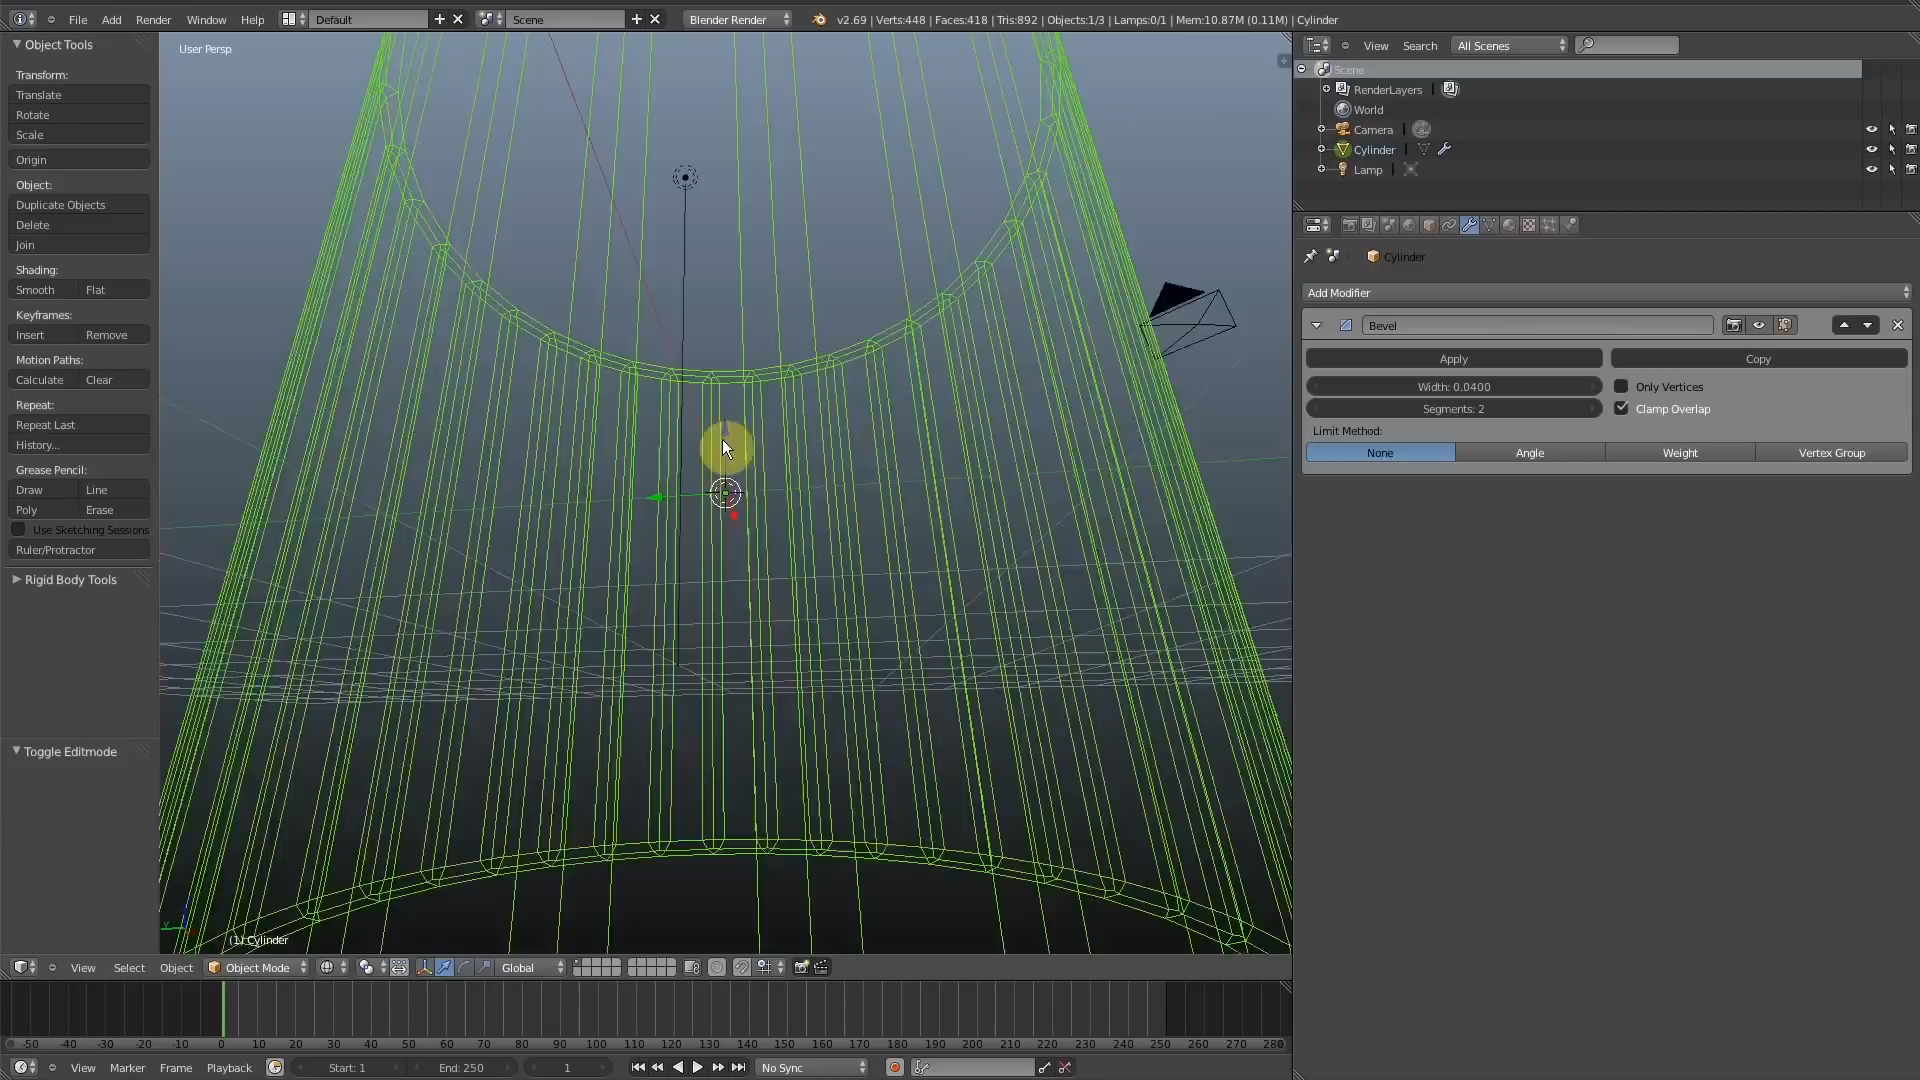 File Add Render Window Help Default Scene Blender Render v2.69 | Verts:448 | Faces:418 | Tris:892 | Objects:1/3 | Lamps:0/1 | Mem:10.87M (0.11M) | Cylinder
Object Tools
Transform:
Translate
Rotate
Scale
Origin
Object:
Duplicate Objects
Delete
Join
Shading:
Smooth Flat
Keyframes:
Insert Remove
Motion Paths:
Calculate Clear
Repeat:
Repeat Last
History...
Grease Pencil:
Draw Line
Poly Erase
Use Sketching Sessions
Ruler/Protractor
Rigid Body Tools
Toggle Editmode
User Persp
(1) Cylinder
View Select Object Object Mode Global
-50 -40 -30 -20 -10 0 10 20 30 40 50 60 70 80 90 100 110 120 130 140 150 160 170 180 190 200 210 220 230 240 250 260 270 280
View Marker Frame Playback Start: 1 End: 250 1 No Sync
View Search All Scenes
Scene
RenderLayers
World
Camera
Cylinder
Lamp
Cylinder
Add Modifier
Bevel
Apply Copy
Width: 0.0400 Only Vertices
Segments: 2 Clamp Overlap
Limit Method:
None Angle Weight Vertex Group